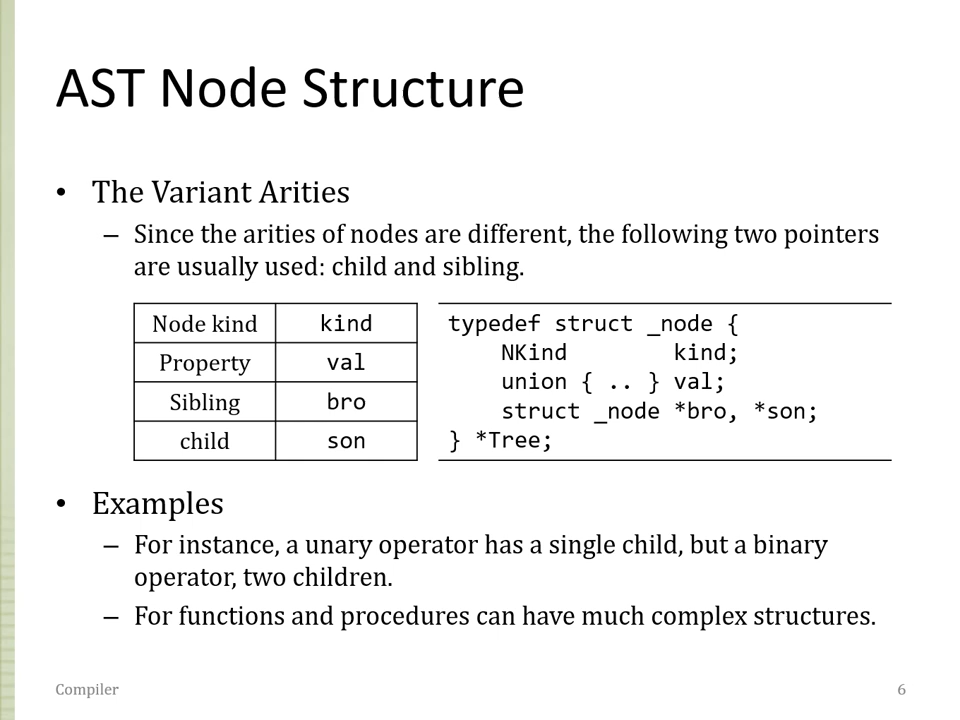 AST Node Structure
• The Variant Arities
– Since the arities of nodes are different, the following two pointers
are usually used: child and sibling.
Node kind kind
Property val
Sibling bro
child son
typedef struct _node {
    NKind        kind;
    union { .. } val;
    struct _node *bro, *son;
} *Tree;
• Examples
– For instance, a unary operator has a single child, but a binary
operator, two children.
– For functions and procedures can have much complex structures.
Compiler 6